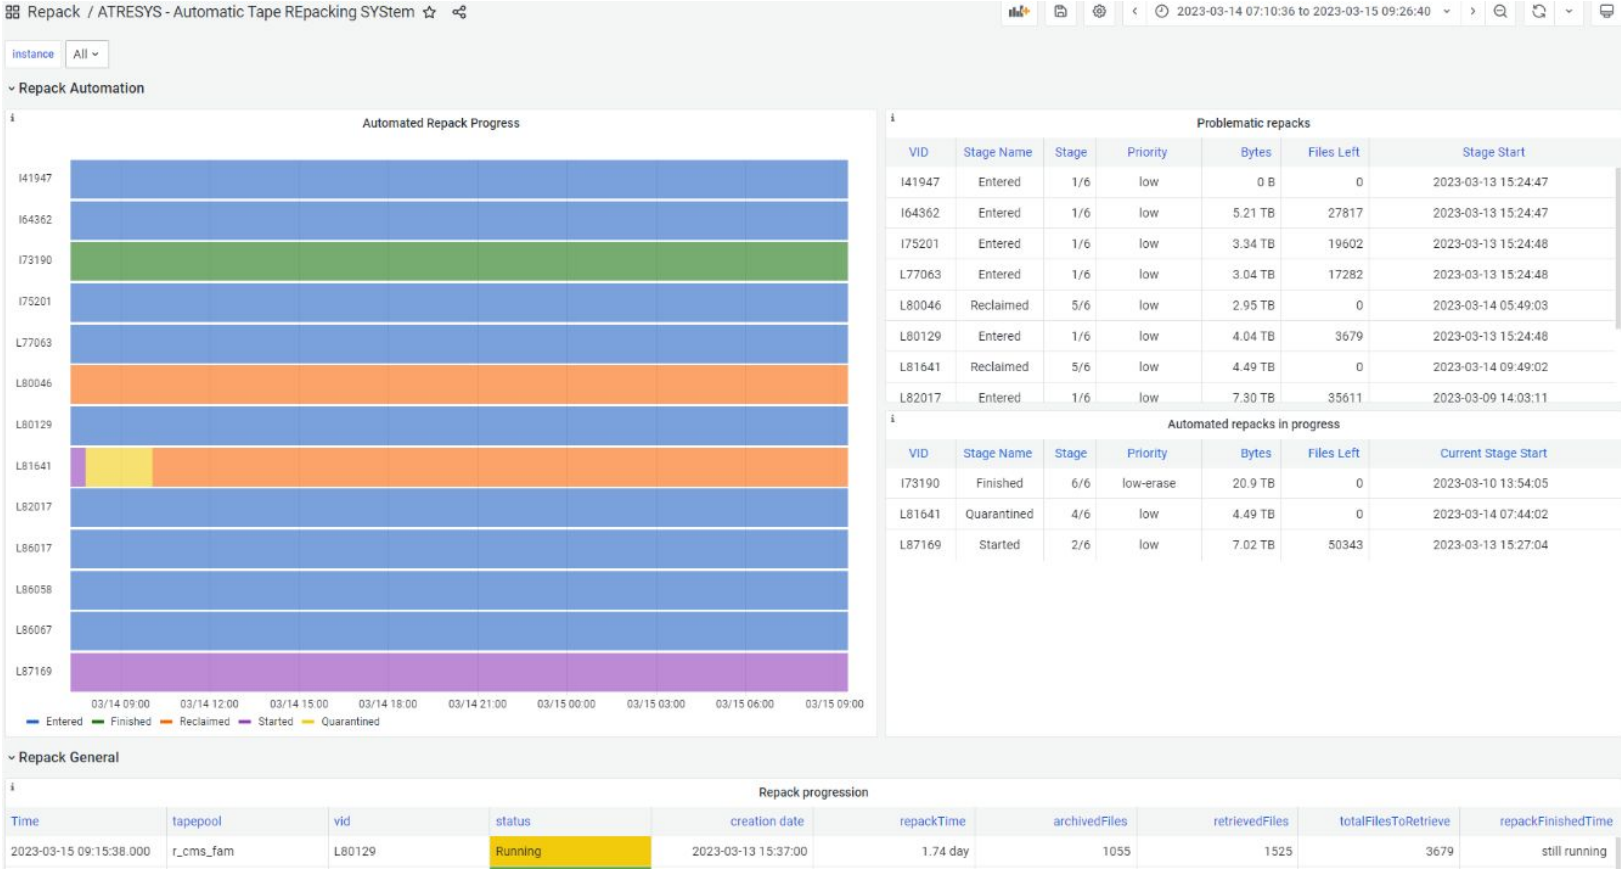 Repack / ATRESYS - Automatic Tape REpacking SYStem
2023-03-14 07:10:36 to 2023-03-15 09:26:40
instance All
Repack Automation
Automated Repack Progress
I41947
I64362
I73190
I75201
L77063
L80046
L80129
L81641
L82017
L86017
L86058
L86067
L87169
03/14 09:00 03/14 12:00 03/14 15:00 03/14 18:00 03/14 21:00 03/15 00:00 03/15 03:00 03/15 06:00 03/15 09:00
Entered Finished Reclaimed Started Quarantined
Problematic repacks
VID Stage Name Stage Priority Bytes Files Left Stage Start
I41947 Entered 1/6 low 0 B 0 2023-03-13 15:24:47
I64362 Entered 1/6 low 5.21 TB 27817 2023-03-13 15:24:47
I75201 Entered 1/6 low 3.34 TB 19602 2023-03-13 15:24:48
L77063 Entered 1/6 low 3.04 TB 17282 2023-03-13 15:24:48
L80046 Reclaimed 5/6 low 2.95 TB 0 2023-03-14 05:49:03
L80129 Entered 1/6 low 4.04 TB 3679 2023-03-13 15:24:48
L81641 Reclaimed 5/6 low 4.49 TB 0 2023-03-14 09:49:02
L82017 Entered 1/6 low 7.30 TB 35611 2023-03-09 14:03:11
Automated repacks in progress
VID Stage Name Stage Priority Bytes Files Left Current Stage Start
I73190 Finished 6/6 low-erase 20.9 TB 0 2023-03-10 13:54:05
L81641 Quarantined 4/6 low 4.49 TB 0 2023-03-14 07:44:02
L87169 Started 2/6 low 7.02 TB 50343 2023-03-13 15:27:04
Repack General
Repack progression
Time tapepool vid status creation date repackTime archivedFiles retrievedFiles totalFilesToRetrieve repackFinishedTime
2023-03-15 09:15:38.000 r_cms_fam L80129 Running 2023-03-13 15:37:00 1.74 day 1055 1525 3679 still running